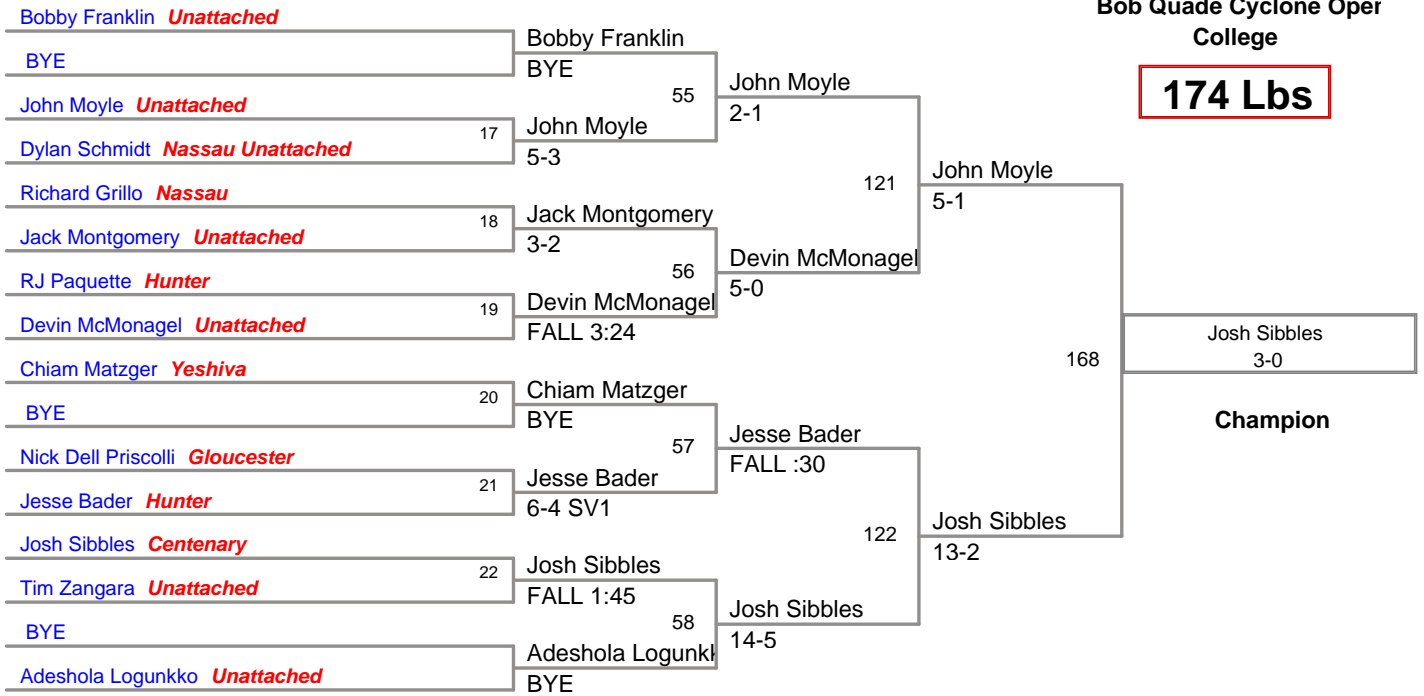 Bob Quade Cyclone Oper
College
174 Lbs
Bobby Franklin Unattached
BYE
John Moyle Unattached
Dylan Schmidt Nassau Unattached
Richard Grillo Nassau
Jack Montgomery Unattached
RJ Paquette Hunter
Devin McMonagel Unattached
Chiam Matzger Yeshiva
BYE
Nick Dell Priscolli Gloucester
Jesse Bader Hunter
Josh Sibbles Centenary
Tim Zangara Unattached
BYE
Adeshola Logunkko Unattached
Bobby Franklin
BYE
17
John Moyle
5-3
18
Jack Montgomery
3-2
19
Devin McMonagel
FALL 3:24
20
Chiam Matzger
BYE
21
Jesse Bader
6-4 SV1
22
Josh Sibbles
FALL 1:45
Adeshola Logunkk
BYE
55
John Moyle
2-1
56
Devin McMonagel
5-0
57
Jesse Bader
FALL :30
58
Josh Sibbles
14-5
121
John Moyle
5-1
122
Josh Sibbles
13-2
168
Josh Sibbles
3-0
Champion